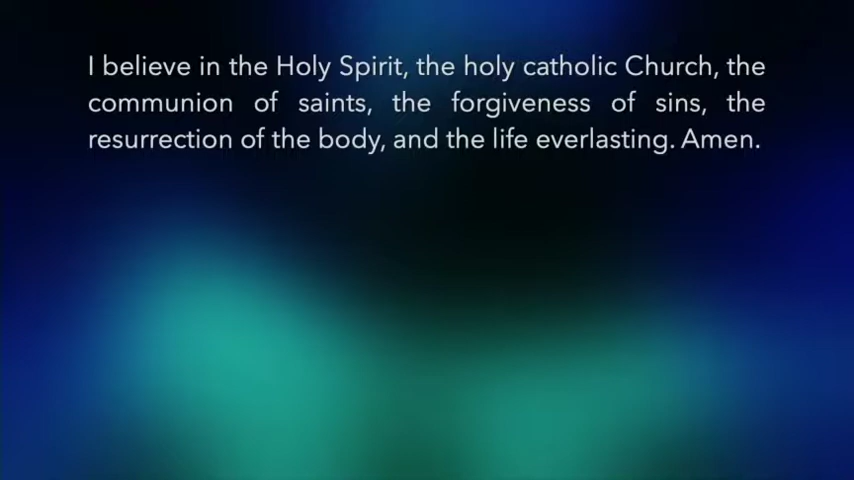 I believe in the Holy Spirit, the holy catholic Church, the
communion of saints, the forgiveness of sins, the
resurrection of the body, and the life everlasting. Amen.